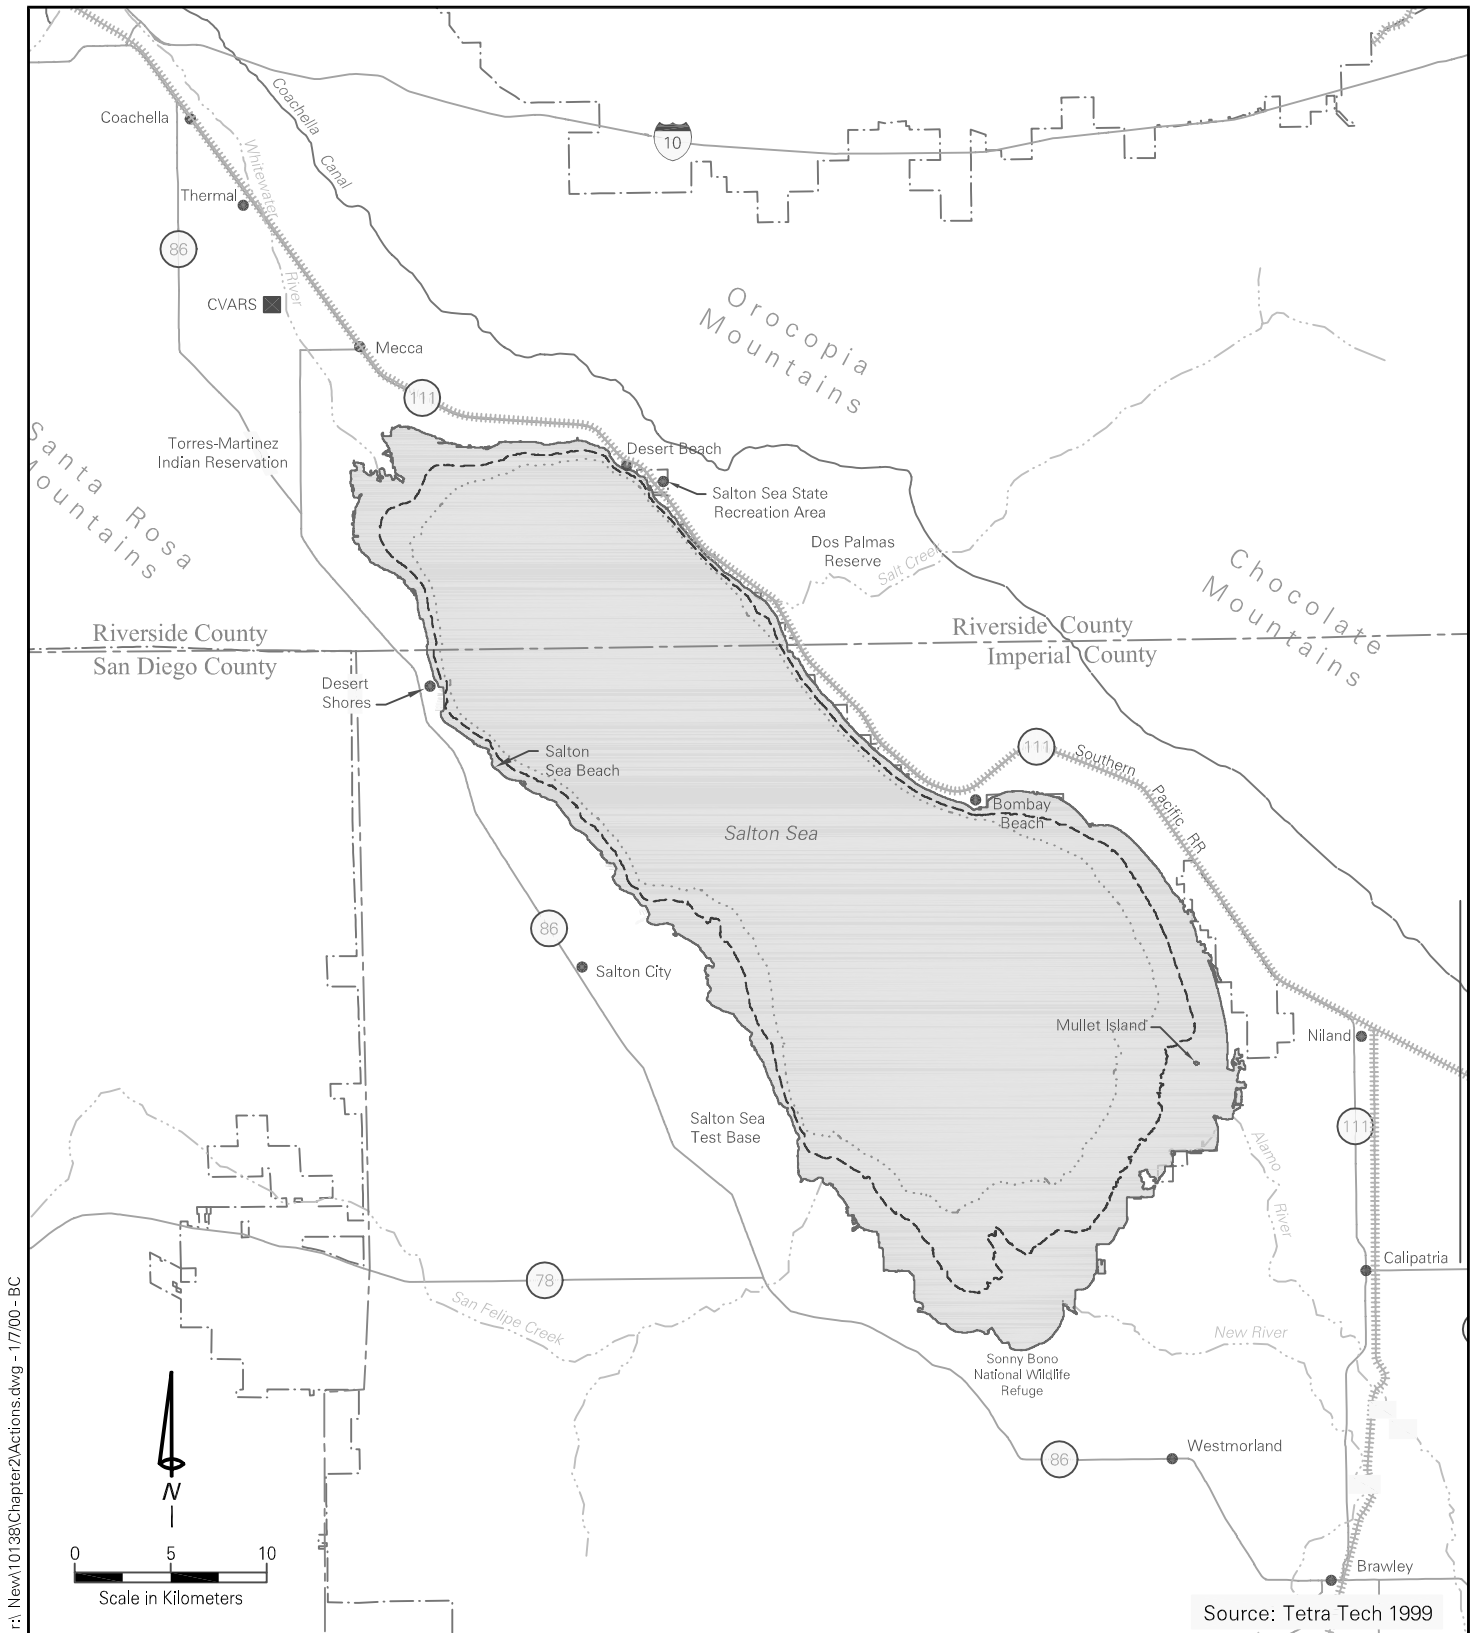 Coachella
Coachella
Canal
10
Whitewater
River
Thermal
86
CVARS
Mecca
111
Orocopia
Mountains
Santa Rosa
Mountains
Torres-Martinez
Indian Reservation
Desert Beach
Salton Sea State
Recreation Area
Dos Palmas
Reserve
Salt Creek
Chocolate
Mountains
Riverside County
San Diego County
Riverside County
Imperial County
Desert
Shores
Salton
Sea Beach
111
Southern
Pacific RR
Bombay
Beach
Salton Sea
86
Salton City
Mullet Island
Niland
111
Salton Sea
Test Base
Alamo
River
Calipatria
78
San Felipe Creek
New River
Sonny Bono
National Wildlife
Refuge
86
Westmorland
Brawley
N
0 5 10
Scale in Kilometers
Source: Tetra Tech 1999
r:\ New\10138\Chapter2\Actions.dwg - 1/7/00 - BC